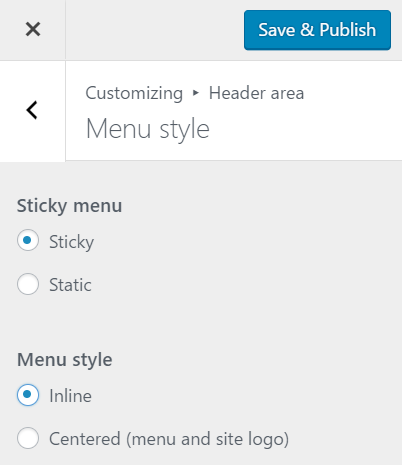 Save & Publish
Customizing ▸ Header area
Menu style
Sticky menu
Sticky
Static
Menu style
Inline
Centered (menu and site logo)